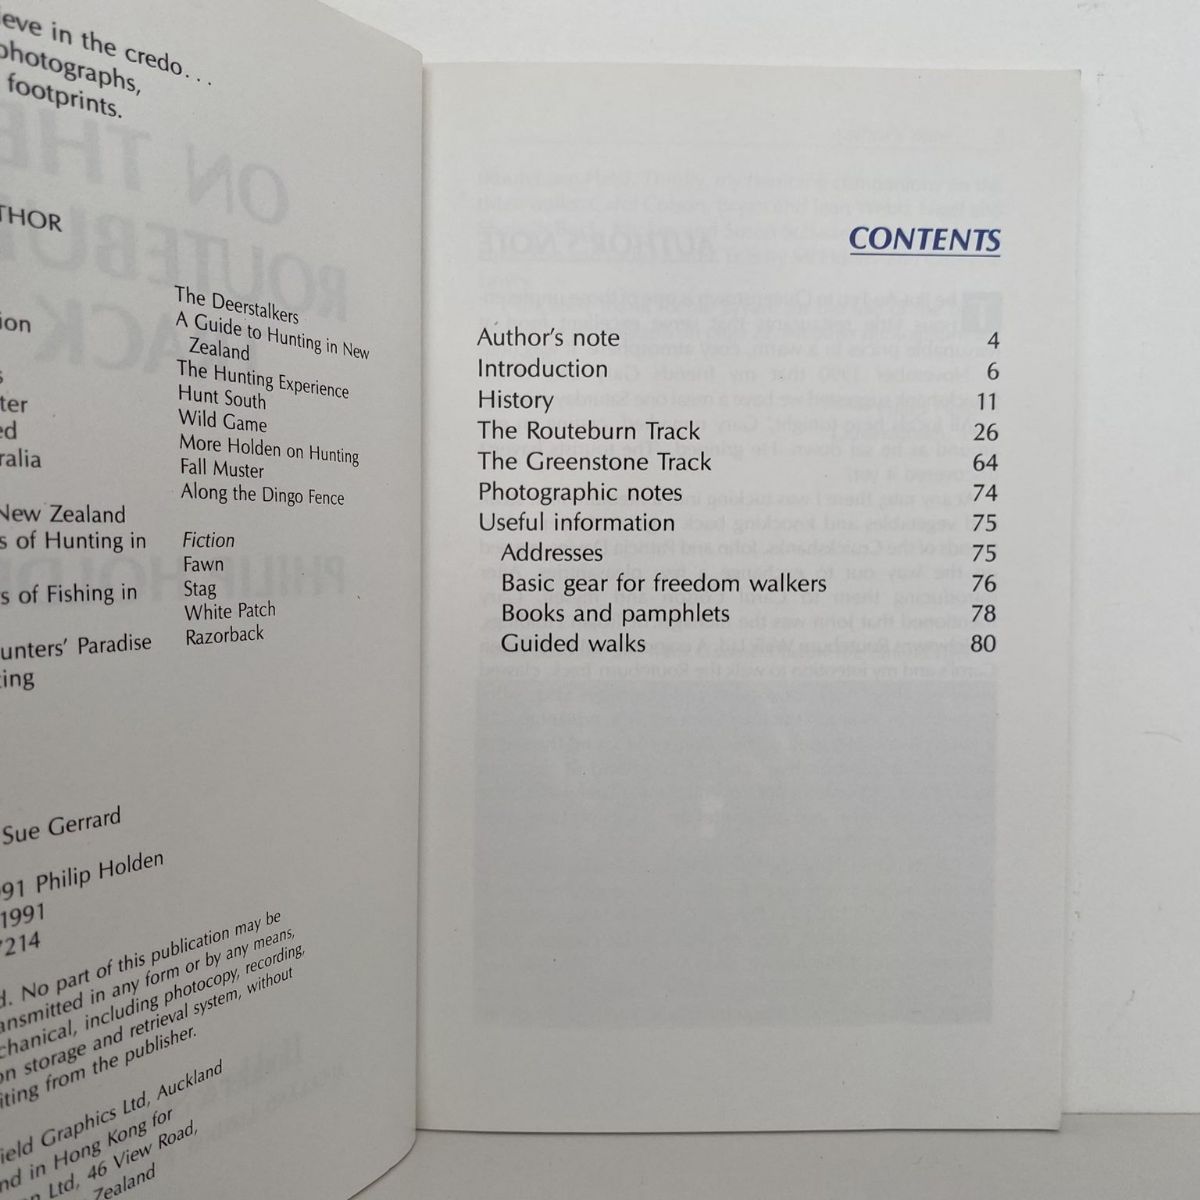 ieve in the credo...
photographs,
footprints.
THOR
ion
s
ter
ed
ralia
New Zealand
s of Hunting in
rs of Fishing in
unters' Paradise
ting
The Deerstalkers
A Guide to Hunting in New
Zealand
The Hunting Experience
Hunt South
Wild Game
More Holden on Hunting
Fall Muster
Along the Dingo Fence
Fiction
Fawn
Stag
White Patch
Razorback
Sue Gerrard
991 Philip Holden
1991
7214
d. No part of this publication may be
ansmitted in any form or by any means,
chanical, including photocopy, recording,
on storage and retrieval system, without
iting from the publisher.
ield Graphics Ltd, Auckland
nd in Hong Kong for
n Ltd, 46 View Road,
Zealand
CONTENTS
Author's note 4
Introduction 6
History 11
The Routeburn Track 26
The Greenstone Track 64
Photographic notes 74
Useful information 75
Addresses 75
Basic gear for freedom walkers 76
Books and pamphlets 78
Guided walks 80